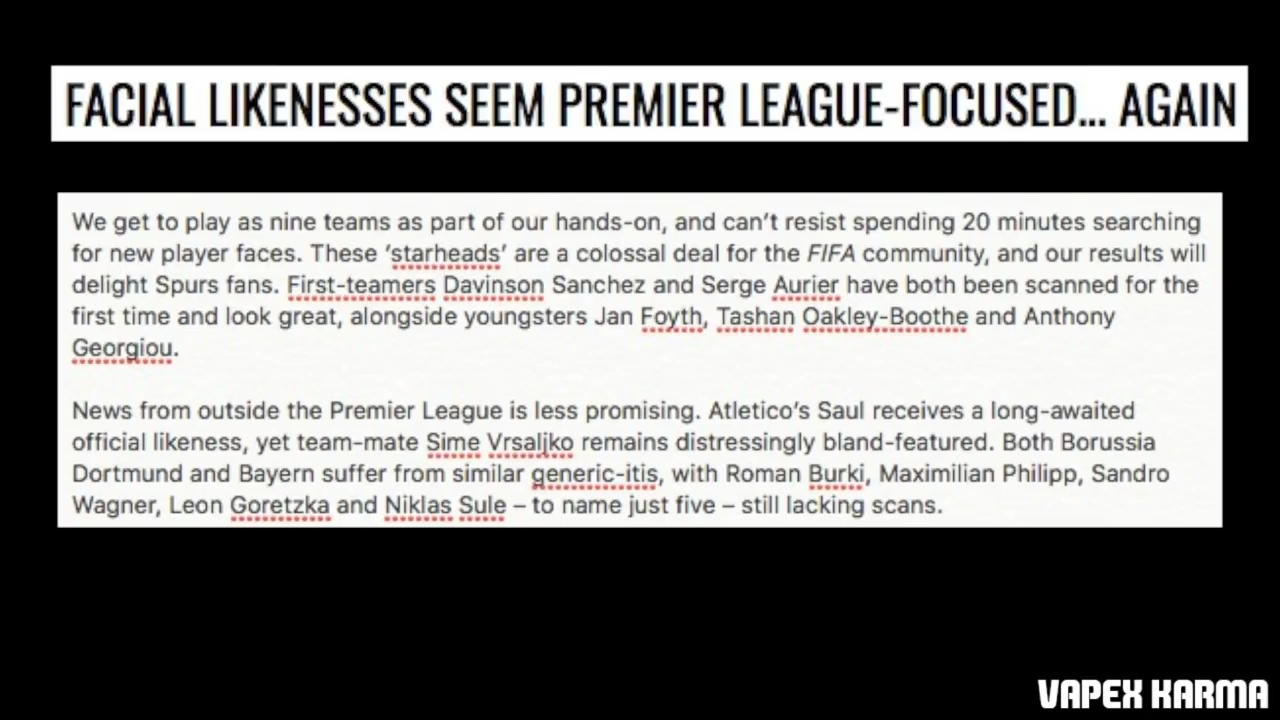 FACIAL LIKENESSES SEEM PREMIER LEAGUE-FOCUSED... AGAIN
We get to play as nine teams as part of our hands-on, and can't resist spending 20 minutes searching
for new player faces. These 'starheads' are a colossal deal for the FIFA community, and our results will
delight Spurs fans. First-teamers Davinson Sanchez and Serge Aurier have both been scanned for the
first time and look great, alongside youngsters Jan Foyth, Tashan Oakley-Boothe and Anthony
Georgiou.
News from outside the Premier League is less promising. Atletico's Saul receives a long-awaited
official likeness, yet team-mate Sime Vrsaljko remains distressingly bland-featured. Both Borussia
Dortmund and Bayern suffer from similar generic-itis, with Roman Burki, Maximilian Philipp, Sandro
Wagner, Leon Goretzka and Niklas Sule – to name just five – still lacking scans.
VAPEX KARMA